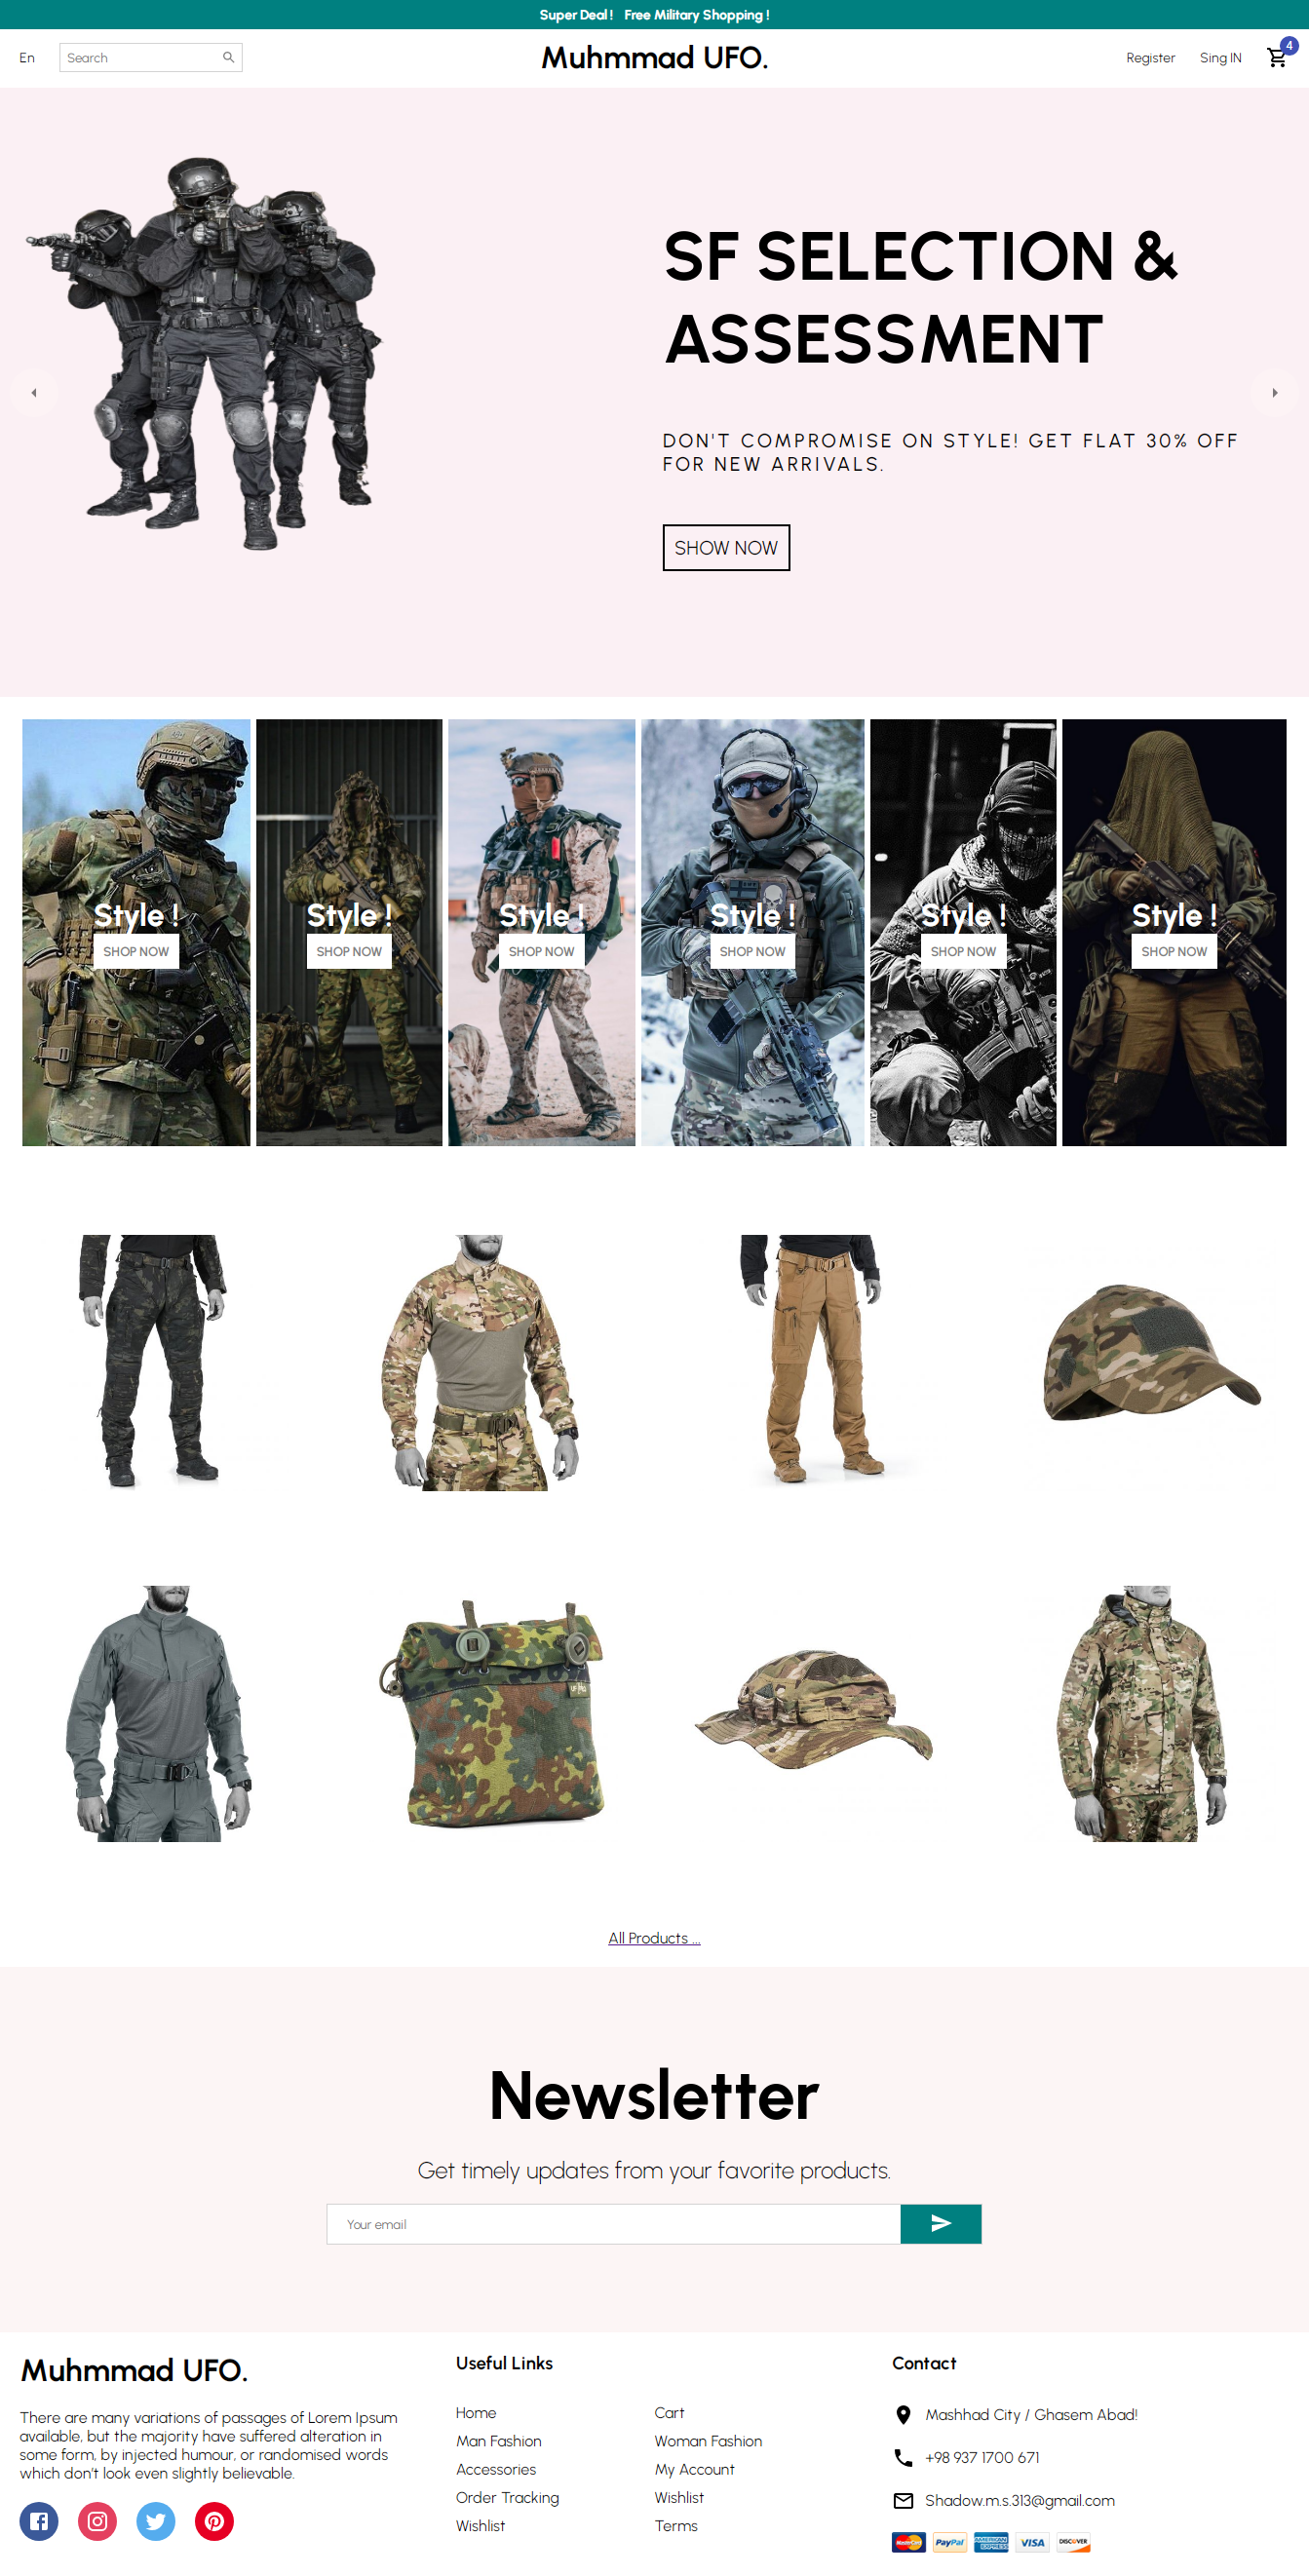 Super Deal ! Free Military Shopping !
En
Search
Muhmmad UFO.
Register
Sing IN
4
SF SELECTION &
ASSESSMENT
DON'T COMPROMISE ON STYLE! GET FLAT 30% OFF
FOR NEW ARRIVALS.
SHOW NOW
Style !
SHOP NOW
Style !
SHOP NOW
Style !
SHOP NOW
Style !
SHOP NOW
Style !
SHOP NOW
Style !
SHOP NOW
All Products ...
Newsletter
Get timely updates from your favorite products.
Your email
Muhmmad UFO.
There are many variations of passages of Lorem Ipsum
available, but the majority have suffered alteration in
some form, by injected humour, or randomised words
which don't look even slightly believable.
Useful Links
Home
Cart
Man Fashion
Woman Fashion
Accessories
My Account
Order Tracking
Wishlist
Wishlist
Terms
Contact
Mashhad City / Ghasem Abad!
+98 937 1700 671
Shadow.m.s.313@gmail.com
MasterCard
PayPal
AMERICAN EXPRESS
VISA
DISCOVER